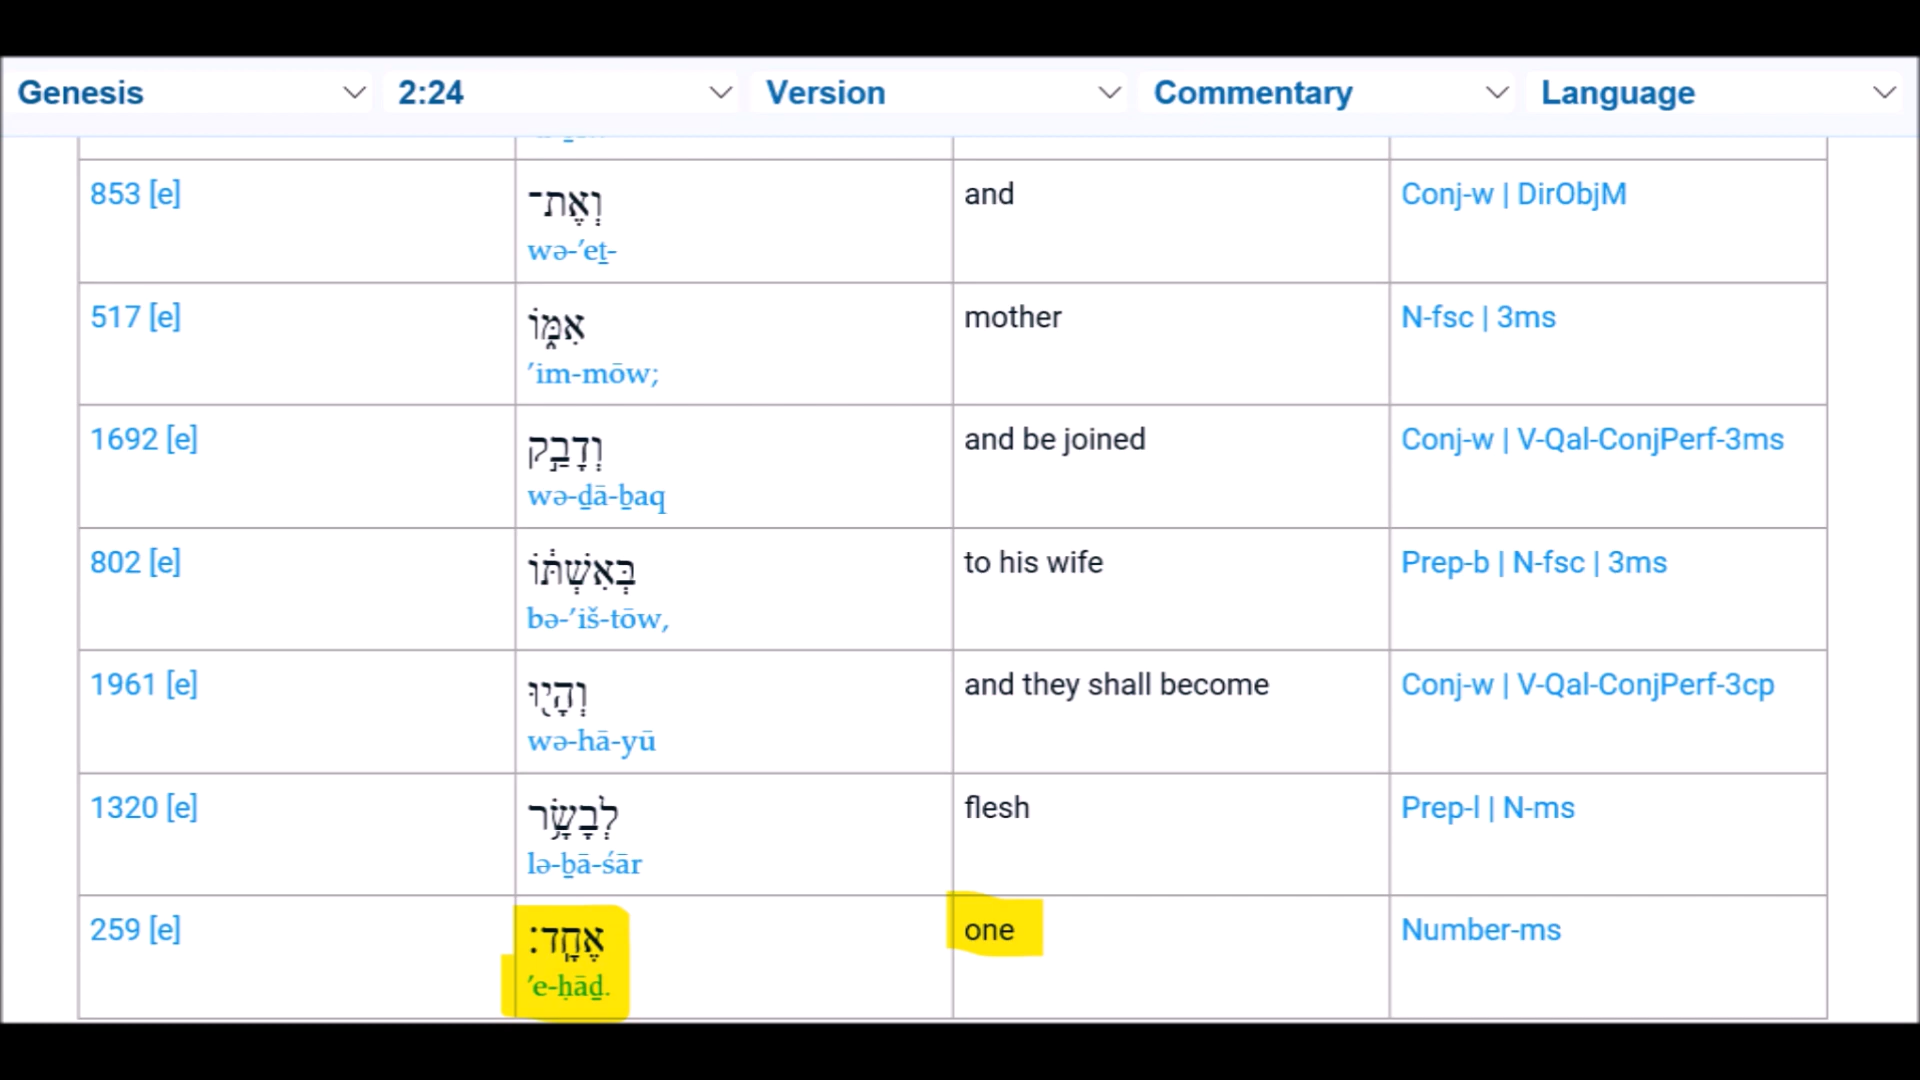 Genesis 2:24 Version Commentary Language
853 [e] וְאֶת־ and Conj-w | DirObjM
wə-’eṯ-
517 [e] אִמּ֑וֹ mother N-fsc | 3ms
’im-mōw;
1692 [e] וְדָבַ֣ק and be joined Conj-w | V-Qal-ConjPerf-3ms
wə-ḏā-ḇaq
802 [e] בְּאִשְׁתּ֔וֹ to his wife Prep-b | N-fsc | 3ms
bə-’iš-tōw,
1961 [e] וְהָי֖וּ and they shall become Conj-w | V-Qal-ConjPerf-3cp
wə-hā-yū
1320 [e] לְבָשָׂ֥ר flesh Prep-l | N-ms
lə-ḇā-śār
259 [e] אֶחָֽד׃ one Number-ms
’e-ḥāḏ.